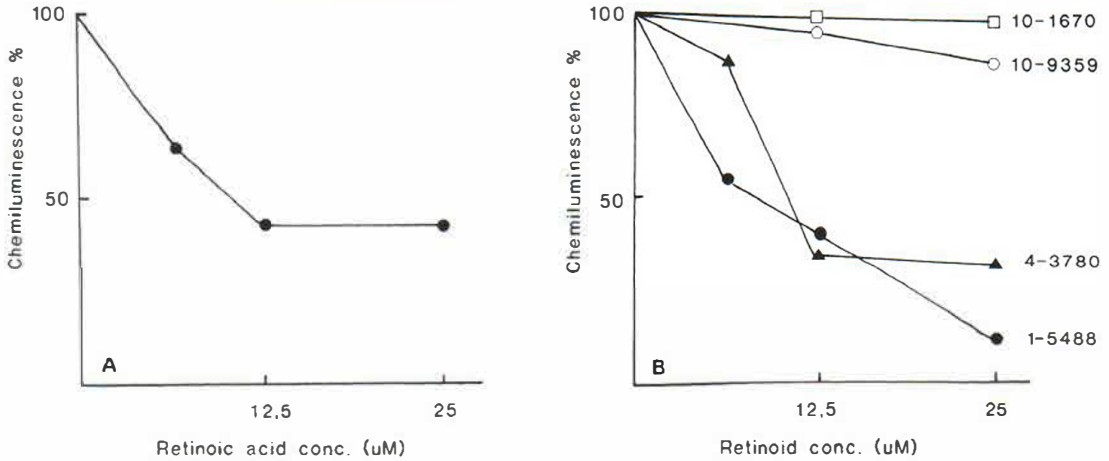 100
50
Chemiluminescence %
A
12,5
25
Retinoic acid conc. (uM)
100
50
Chemiluminescence %
10-1670
10-9359
4-3780
1-5488
B
12,5
25
Retinoid conc. (uM)